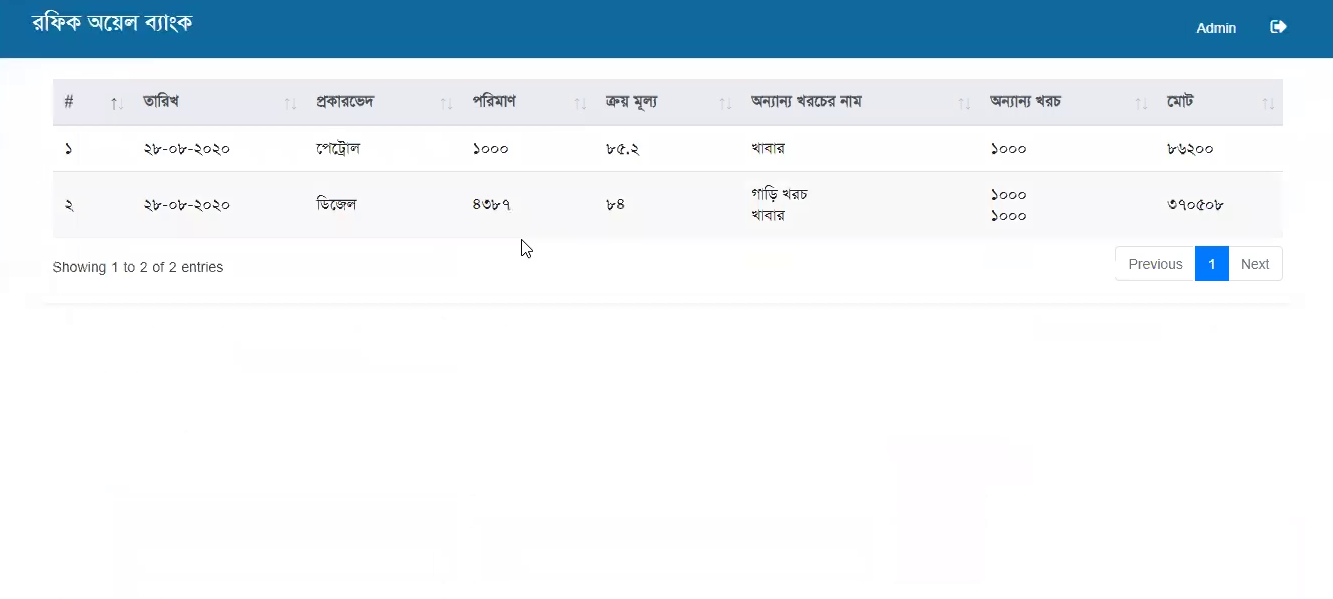 রফিক অয়েল ব্যাংক
Admin
# তারিখ প্রকারভেদ পরিমাণ ক্রয় মূল্য অন্যান্য খরচের নাম অন্যান্য খরচ মোট
১ ২৮-০৮-২০২০ পেট্রোল ১০০০ ৮৫.২ খাবার ১০০০ ৮৬২০০
২ ২৮-০৮-২০২০ ডিজেল ৪৩৮৭ ৮৪ গাড়ি খরচ ১০০০ ৩৭০৫০৮
খাবার ১০০০
Showing 1 to 2 of 2 entries
Previous 1 Next